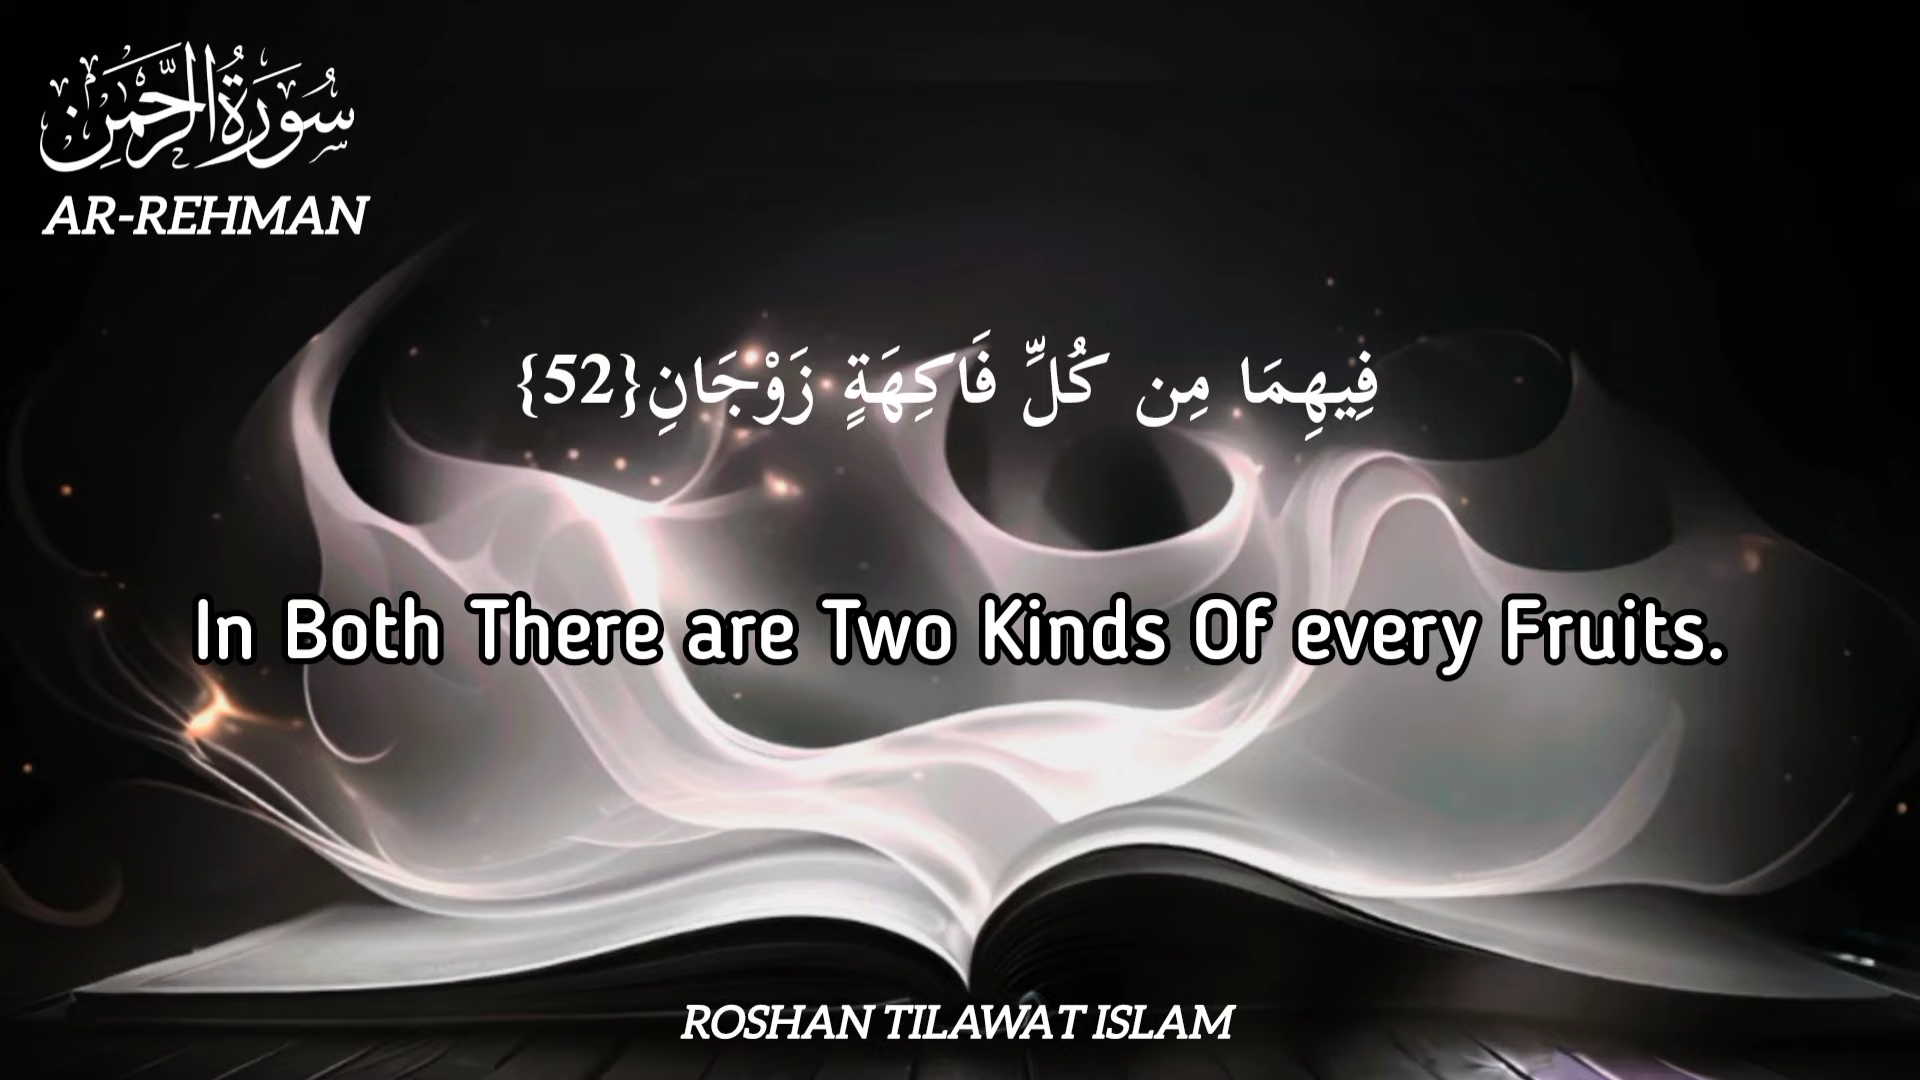 سُورَةُ الرَّحْمَٰن
AR-REHMAN
فِيهِمَا مِن كُلِّ فَاكِهَةٍ زَوْجَانِ{52}
In Both There are Two Kinds Of every Fruits.
ROSHAN TILAWAT ISLAM